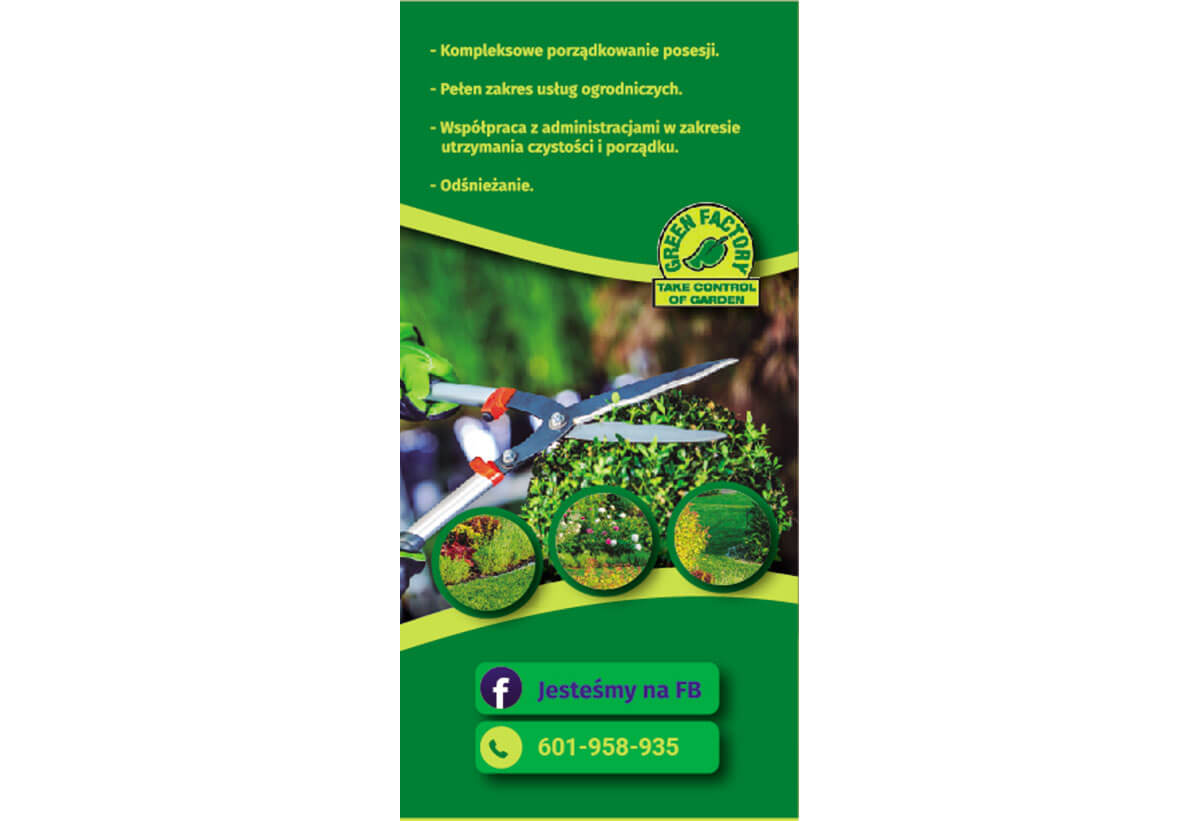 - Kompleksowe porządkowanie posesji.
- Pełen zakres usług ogrodniczych.
- Współpraca z administracjami w zakresie
utrzymania czystości i porządku.
- Odśnieżanie.
GREEN FACTORY
TAKE CONTROL
OF GARDEN
Jesteśmy na FB
601-958-935